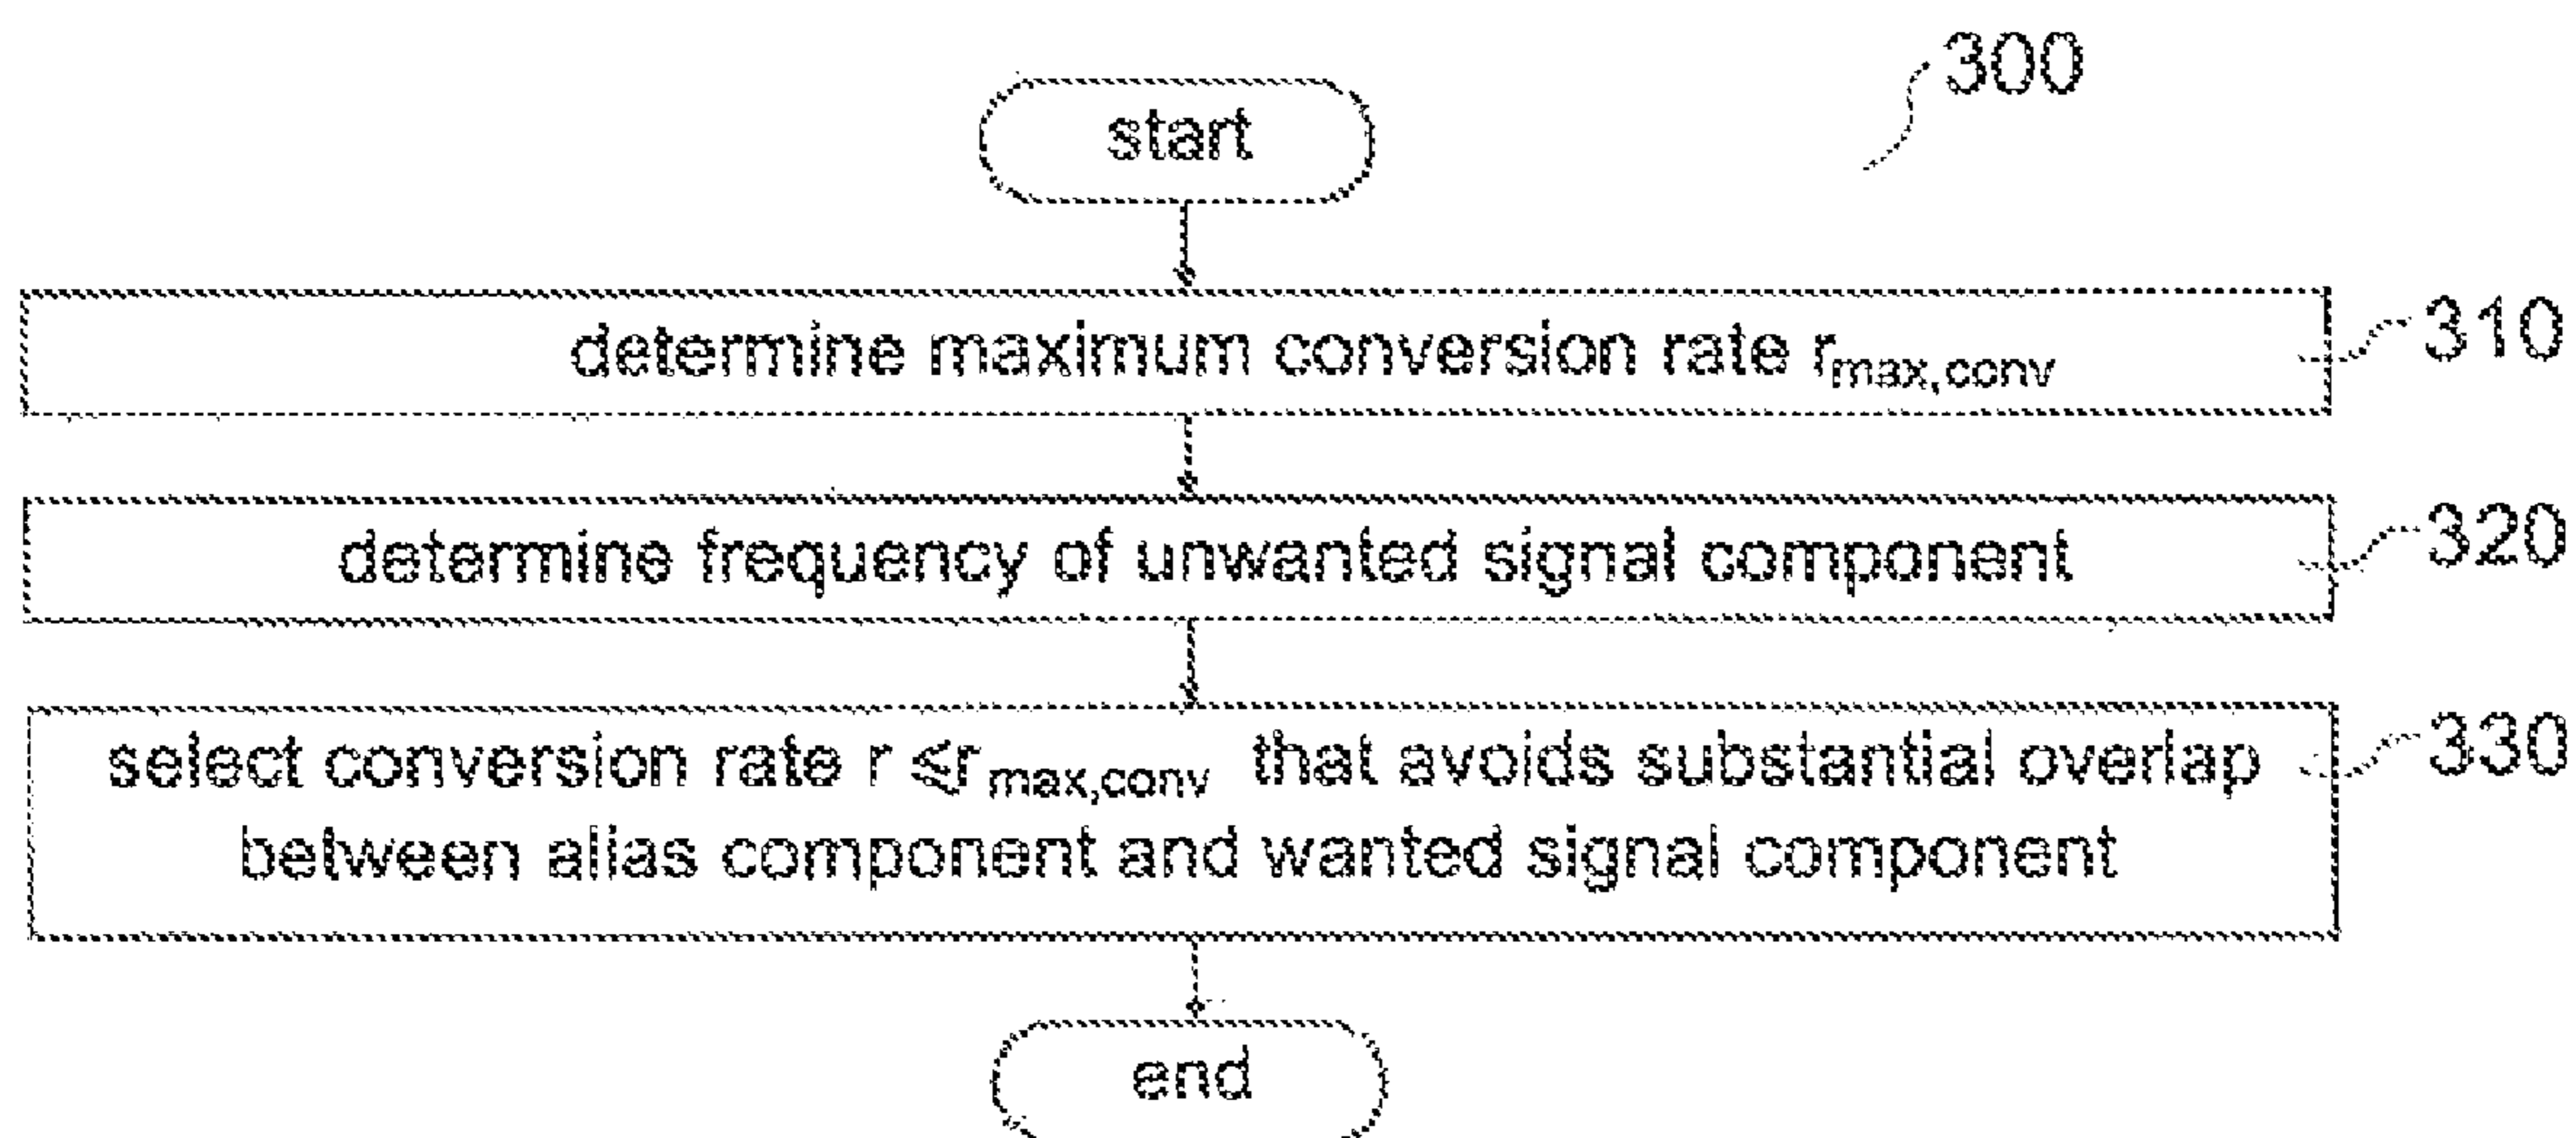 300
start
determine maximum conversion rate rmax,conv
310
determine frequency of unwanted signal component
320
select conversion rate r ⩽rmax,conv that avoids substantial overlap
330
between alias component and wanted signal component
end